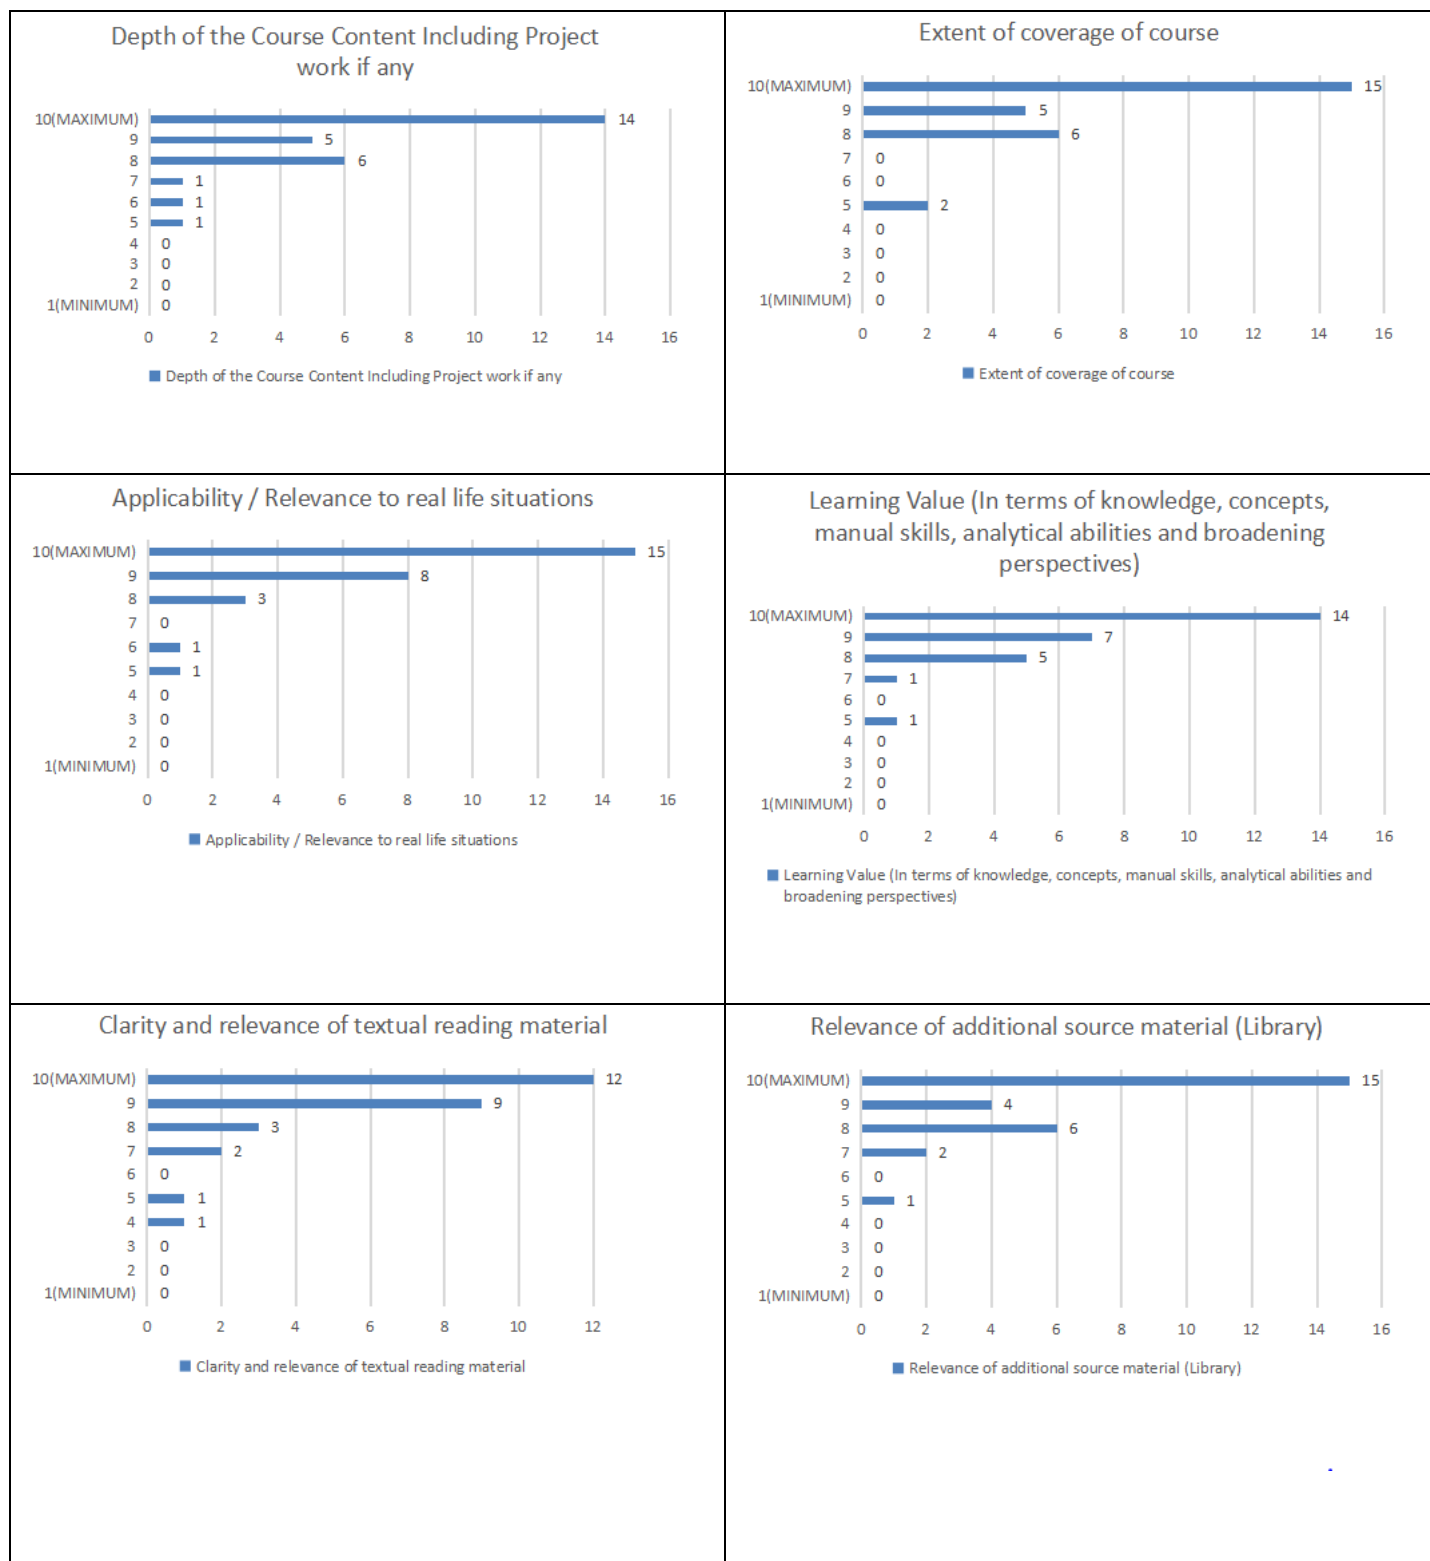 Depth of the Course Content Including Project
work if any
10(MAXIMUM) 14
9 5
8 6
7 1
6 1
5 1
4 0
3 0
2 0
1(MINIMUM) 0
0 2 4 6 8 10 12 14 16
Depth of the Course Content Including Project work if any
Extent of coverage of course
10(MAXIMUM) 15
9 5
8 6
7 0
6 0
5 2
4 0
3 0
2 0
1(MINIMUM) 0
0 2 4 6 8 10 12 14 16
Extent of coverage of course
Applicability / Relevance to real life situations
10(MAXIMUM) 15
9 8
8 3
7 0
6 1
5 1
4 0
3 0
2 0
1(MINIMUM) 0
0 2 4 6 8 10 12 14 16
Applicability / Relevance to real life situations
Learning Value (In terms of knowledge, concepts,
manual skills, analytical abilities and broadening
perspectives)
10(MAXIMUM) 14
9 7
8 5
7 1
6 0
5 1
4 0
3 0
2 0
1(MINIMUM) 0
0 2 4 6 8 10 12 14 16
Learning Value (In terms of knowledge, concepts, manual skills, analytical abilities and
broadening perspectives)
Clarity and relevance of textual reading material
10(MAXIMUM) 12
9 9
8 3
7 2
6 0
5 1
4 1
3 0
2 0
1(MINIMUM) 0
0 2 4 6 8 10 12
Clarity and relevance of textual reading material
Relevance of additional source material (Library)
10(MAXIMUM) 15
9 4
8 6
7 2
6 0
5 1
4 0
3 0
2 0
1(MINIMUM) 0
0 2 4 6 8 10 12 14 16
Relevance of additional source material (Library)